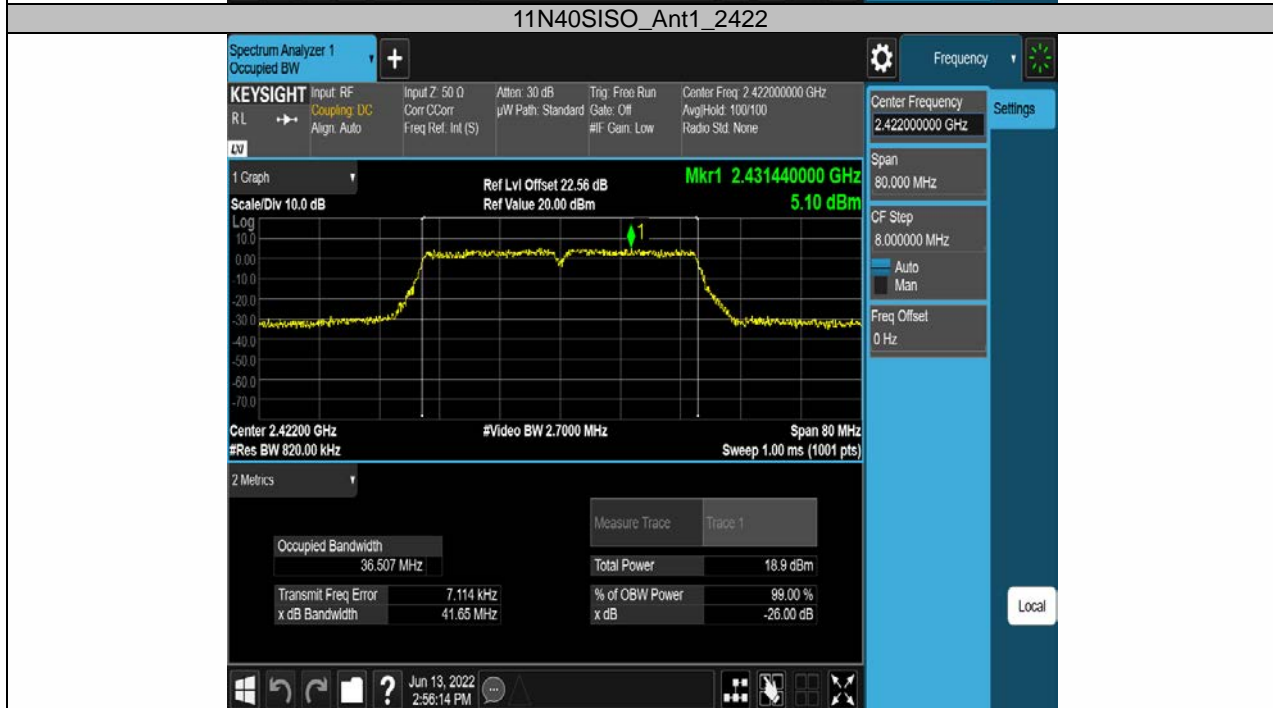 11N40SISO_Ant1_2422
Spectrum Analyzer 1
Occupied BW
+
Frequency
KEYSIGHT
RL
LXI
Input: RF
Coupling: DC
Align: Auto
Input Z: 50 Ω
Corr CCorr
Freq Ref: Int (S)
Atten: 30 dB
µW Path: Standard
Trig: Free Run
Gate: Off
#IF Gain: Low
Center Freq: 2.422000000 GHz
Avg|Hold: 100/100
Radio Std: None
Center Frequency
2.422000000 GHz
Settings
Span
80.000 MHz
CF Step
8.000000 MHz
Auto
Man
Freq Offset
0 Hz
Local
1 Graph
Scale/Div 10.0 dB
Ref Lvl Offset 22.56 dB
Ref Value 20.00 dBm
Mkr1 2.431440000 GHz
5.10 dBm
Log
10.0
0.00
-10.0
-20.0
-30.0
-40.0
-50.0
-60.0
-70.0
1
Center 2.42200 GHz
#Video BW 2.7000 MHz
Span 80 MHz
#Res BW 820.00 kHz
Sweep 1.00 ms (1001 pts)
2 Metrics
Measure Trace
Trace 1
Occupied Bandwidth
36.507 MHz
Total Power
18.9 dBm
Transmit Freq Error
7.114 kHz
% of OBW Power
99.00 %
x dB Bandwidth
41.65 MHz
x dB
-26.00 dB
?
Jun 13, 2022
2:56:14 PM